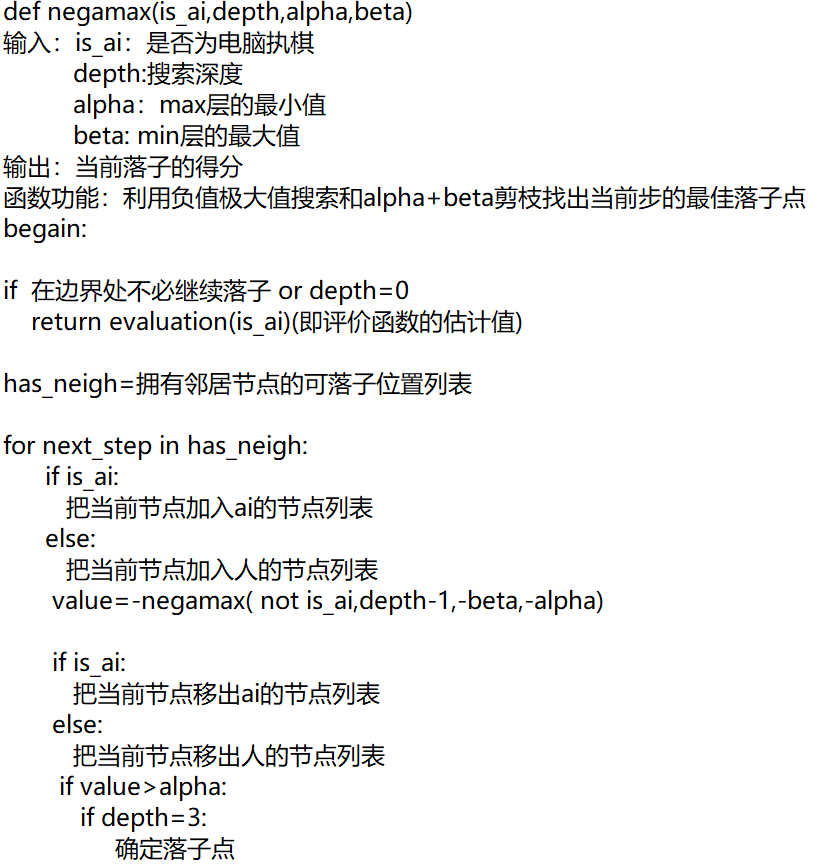 def negamax(is_ai,depth,alpha,beta)
输入：is_ai：是否为电脑执棋
depth:搜索深度
alpha：max层的最小值
beta: min层的最大值
输出：当前落子的得分
函数功能：利用负值极大值搜索和alpha+beta剪枝找出当前步的最佳落子点
begain:
if 在边界处不必继续落子 or depth=0
return evaluation(is_ai)(即评价函数的估计值)
has_neigh=拥有邻居节点的可落子位置列表
for next_step in has_neigh:
if is_ai:
把当前节点加入ai的节点列表
else:
把当前节点加入人的节点列表
value=-negamax( not is_ai,depth-1,-beta,-alpha)
if is_ai:
把当前节点移出ai的节点列表
else:
把当前节点移出人的节点列表
if value>alpha:
if depth=3:
确定落子点